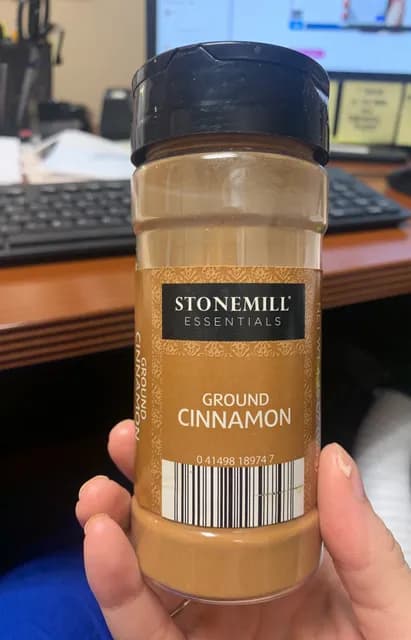 STONEMILL®
ESSENTIALS
GROUND
CINNAMON
0 41498 18974 7
GROUND
CINNAMON